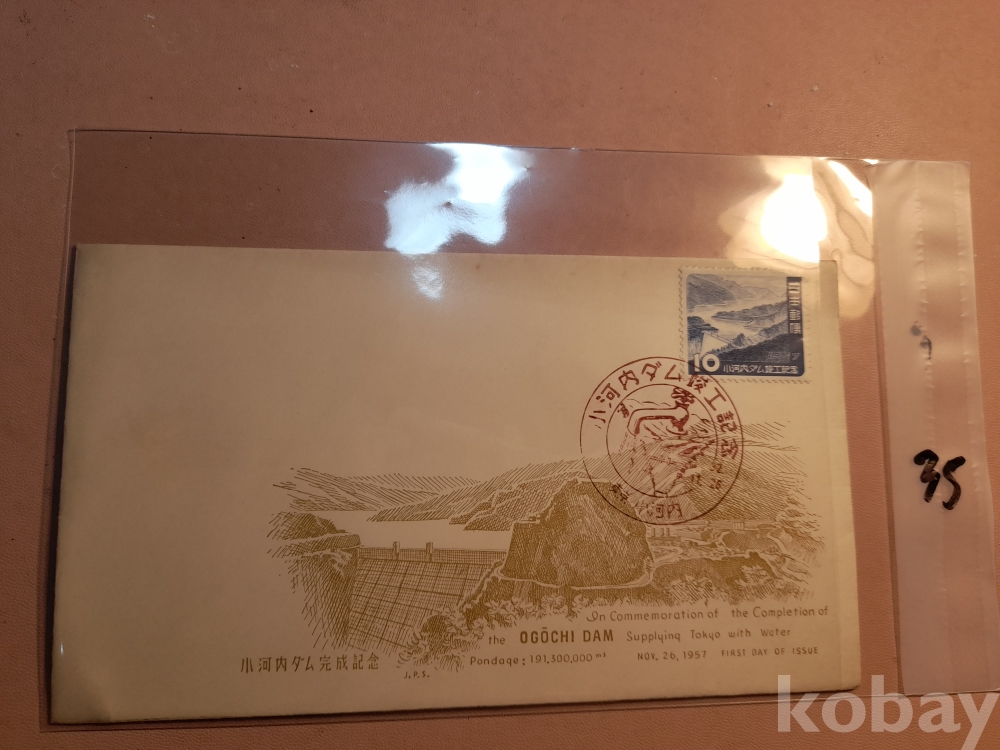 日本郵便
10
小河内ダム竣工記念
小河内ダム竣工記念
26
小河内
In Commemoration of the Completion of
the OGŌCHI DAM Supplying Tokyo with Water
Pondage: 191,300,000 m³ NOV. 26, 1957 FIRST DAY OF ISSUE
小河内ダム完成記念
J.P.S.
35
kobay